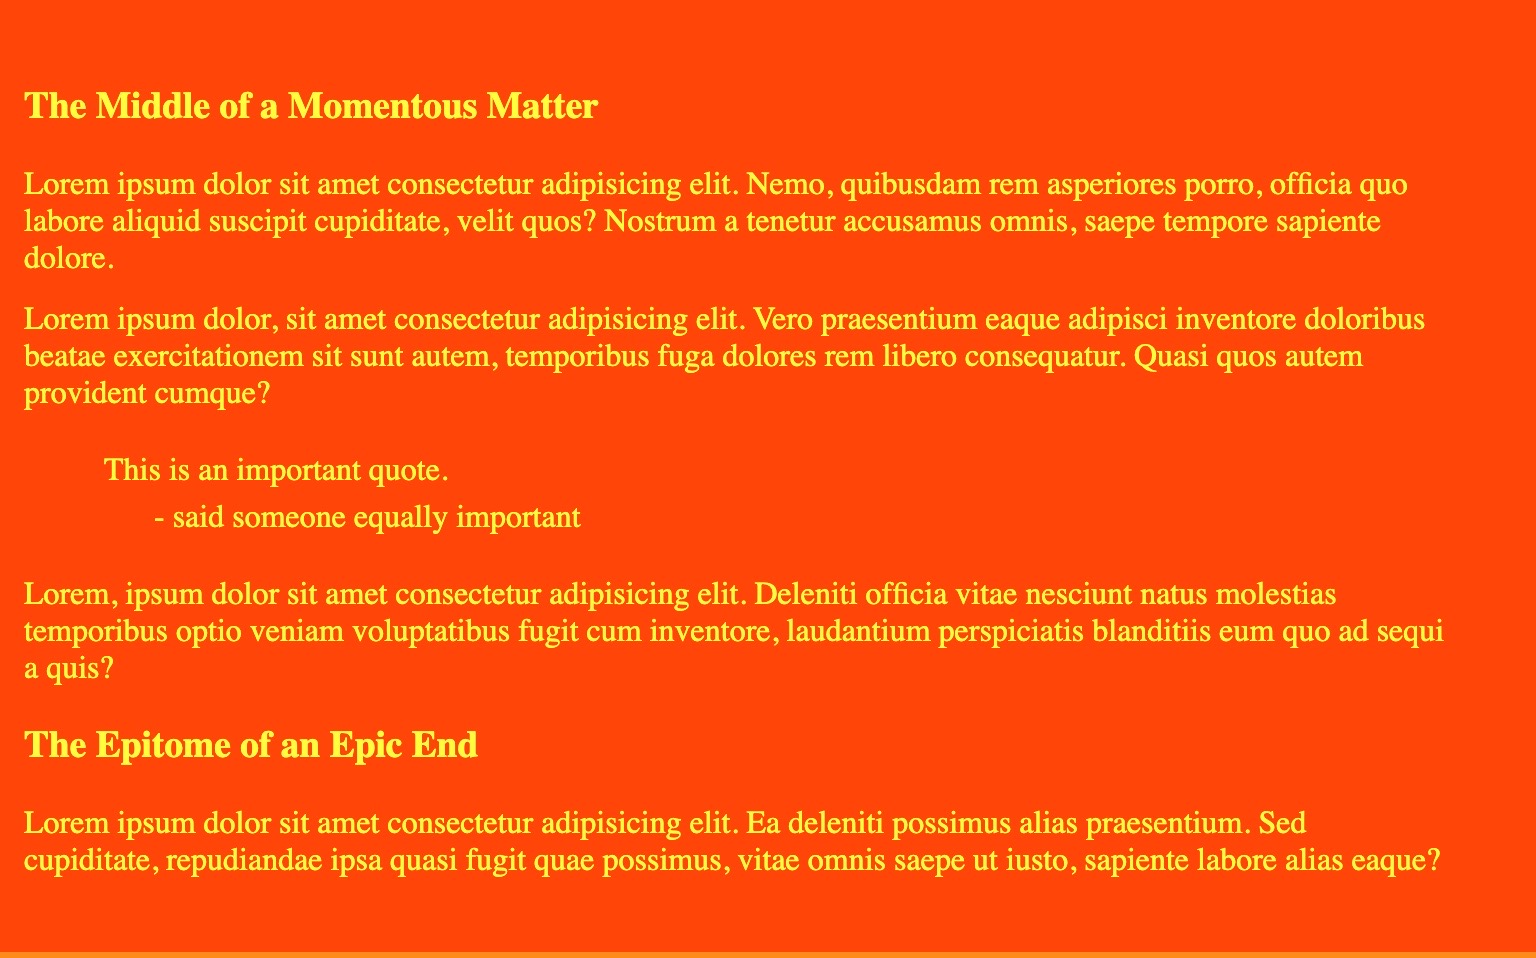 The Middle of a Momentous Matter
Lorem ipsum dolor sit amet consectetur adipisicing elit. Nemo, quibusdam rem asperiores porro, officia quo
labore aliquid suscipit cupiditate, velit quos? Nostrum a tenetur accusamus omnis, saepe tempore sapiente
dolore.
Lorem ipsum dolor, sit amet consectetur adipisicing elit. Vero praesentium eaque adipisci inventore doloribus
beatae exercitationem sit sunt autem, temporibus fuga dolores rem libero consequatur. Quasi quos autem
provident cumque?
This is an important quote.
- said someone equally important
Lorem, ipsum dolor sit amet consectetur adipisicing elit. Deleniti officia vitae nesciunt natus molestias
temporibus optio veniam voluptatibus fugit cum inventore, laudantium perspiciatis blanditiis eum quo ad sequi
a quis?
The Epitome of an Epic End
Lorem ipsum dolor sit amet consectetur adipisicing elit. Ea deleniti possimus alias praesentium. Sed
cupiditate, repudiandae ipsa quasi fugit quae possimus, vitae omnis saepe ut iusto, sapiente labore alias eaque?